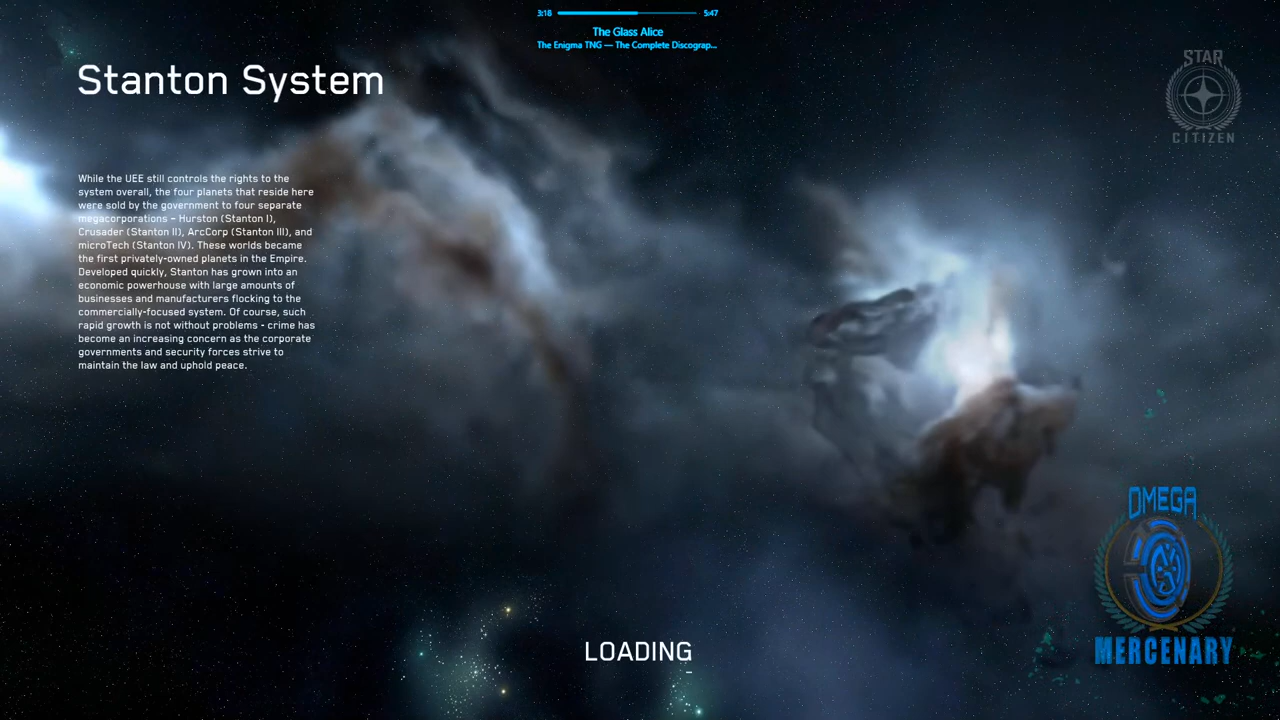 3:18
5:47
The Glass Alice
The Enigma TNG — The Complete Discograp...
Stanton System
STAR
CITIZEN
While the UEE still controls the rights to the
system overall, the four planets that reside here
were sold by the government to four separate
megacorporations – Hurston (Stanton I),
Crusader (Stanton II), ArcCorp (Stanton III), and
microTech (Stanton IV). These worlds became
the first privately-owned planets in the Empire.
Developed quickly, Stanton has grown into an
economic powerhouse with large amounts of
businesses and manufacturers flocking to the
commercially-focused system. Of course, such
rapid growth is not without problems - crime has
become an increasing concern as the corporate
governments and security forces strive to
maintain the law and uphold peace.
OMEGA
MERCENARY
LOADING